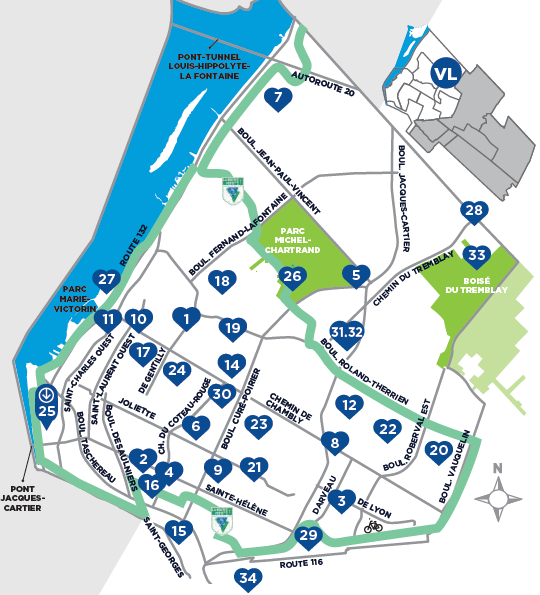 PONT-TUNNEL
LOUIS-HIPPOLYTE-
LA FONTAINE
VL
AUTOROUTE 20
7
BOUL. JEAN-PAUL-VINCENT
BOUL. JACQUES-CARTIER
28
BOUL. FERNAND-LAFONTAINE
PARC
MICHEL-
CHARTRAND
ROUTE 132
33
CHEMIN DU TREMBLAY
BOISÉ
DU TREMBLAY
27
18
26
5
PARC
MARIE-
VICTORIN
11
10
1
19
31.32
SAINT-CHARLES OUEST
SAINT-LAURENT OUEST
17
DE GENTILLY
24
14
BOUL. ROLAND-THERRIEN
30
25
JOLIETTE
CH. DU COTEAU-ROUGE
BOUL. CURÉ-POIRIER
CHEMIN DE
CHAMBLY
12
BOUL. TASCHEREAU
BOUL. DESAULNIERS
6
23
8
22
BOUL. ROBERVAL EST
20
BOUL. VAUQUELIN
2
4
16
9
21
N
PONT
JACQUES-
CARTIER
SAINTE-HÉLÈNE
DARVEAU
3
DE LYON
SAINT-GEORGES
15
29
ROUTE 116
34